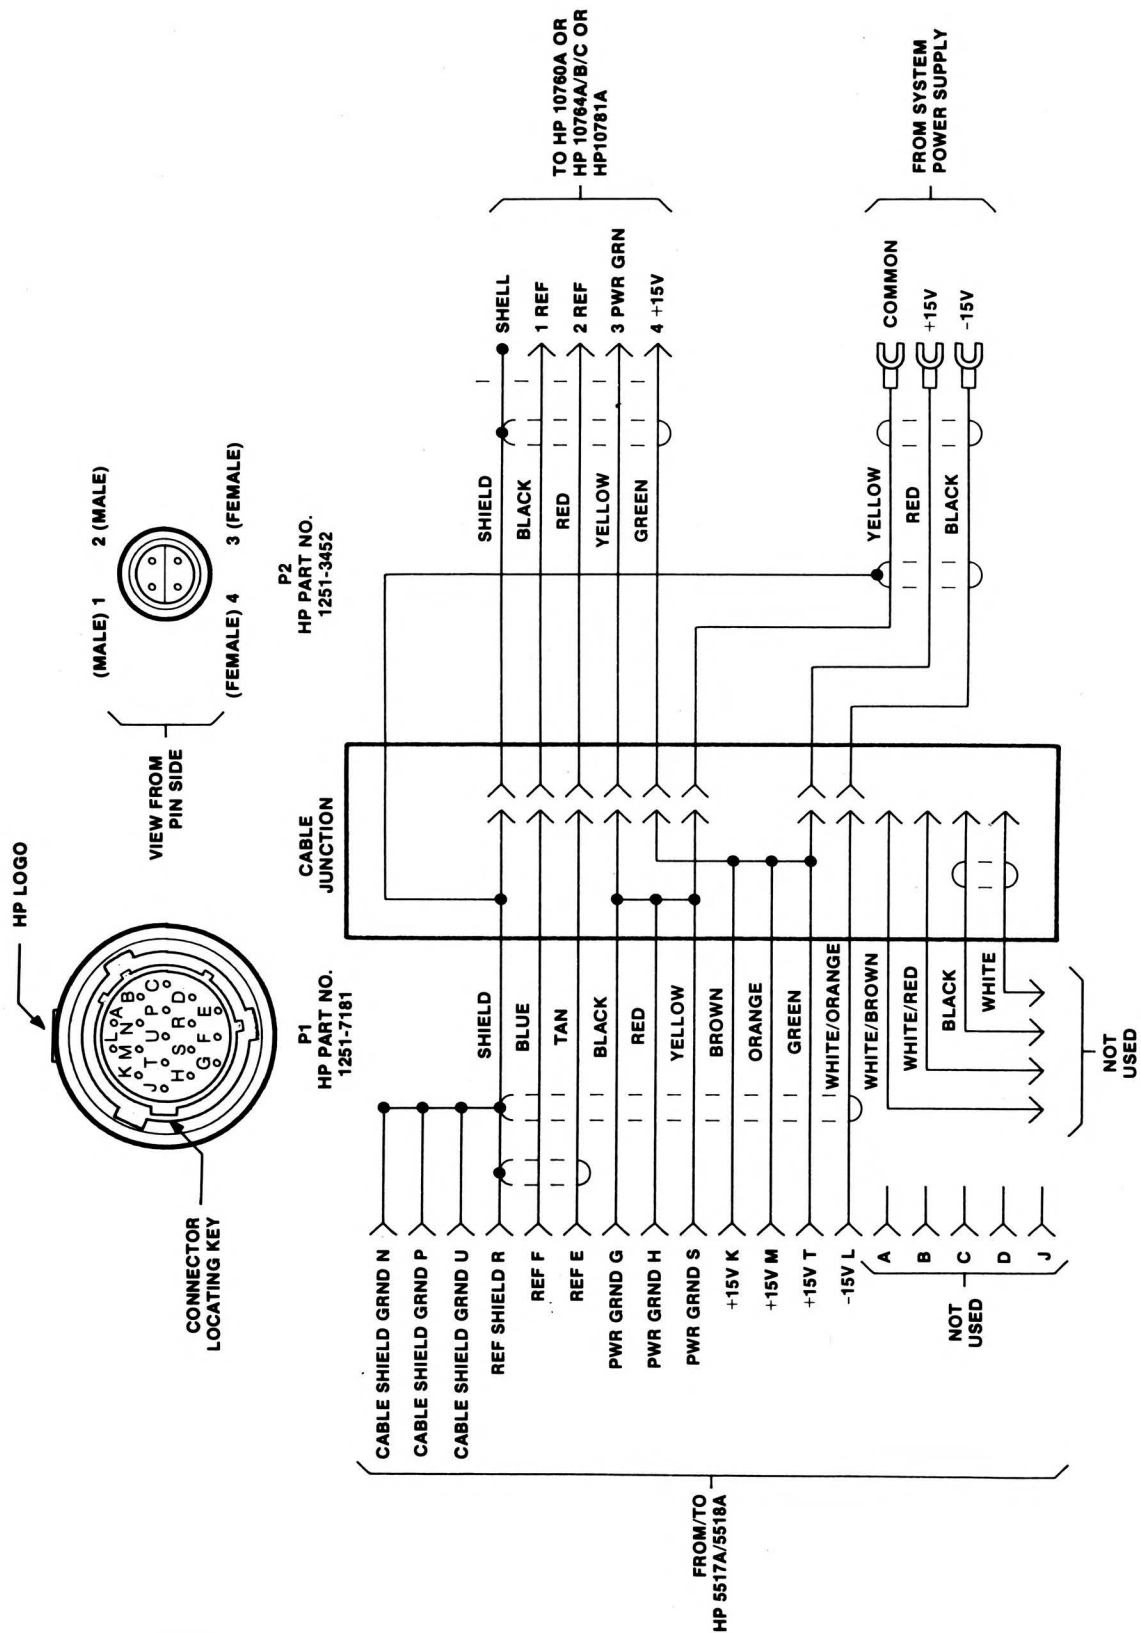 HP LOGO
CONNECTOR
LOCATING KEY
K
L
A
M
N
B
J
T
U
P
C
H
S
R
D
G
F
E
P1
HP PART NO.
1251-7181
VIEW FROM
PIN SIDE
(MALE) 1
2 (MALE)
(FEMALE) 4
3 (FEMALE)
P2
HP PART NO.
1251-3452
CABLE
JUNCTION
FROM/TO
HP 5517A/5518A
CABLE SHIELD GRND N
CABLE SHIELD GRND P
CABLE SHIELD GRND U
REF SHIELD R
REF F
REF E
PWR GRND G
PWR GRND H
PWR GRND S
+15V K
+15V M
+15V T
-15V L
NOT
USED
A
B
C
D
J
SHIELD
BLUE
TAN
BLACK
RED
YELLOW
BROWN
ORANGE
GREEN
WHITE/ORANGE
WHITE/BROWN
WHITE/RED
BLACK
WHITE
NOT
USED
SHIELD
BLACK
RED
YELLOW
GREEN
YELLOW
RED
BLACK
SHELL
1 REF
2 REF
3 PWR GRN
4 +15V
COMMON
+15V
-15V
TO HP 10760A OR
HP 10764A/B/C OR
HP10781A
FROM SYSTEM
POWER SUPPLY